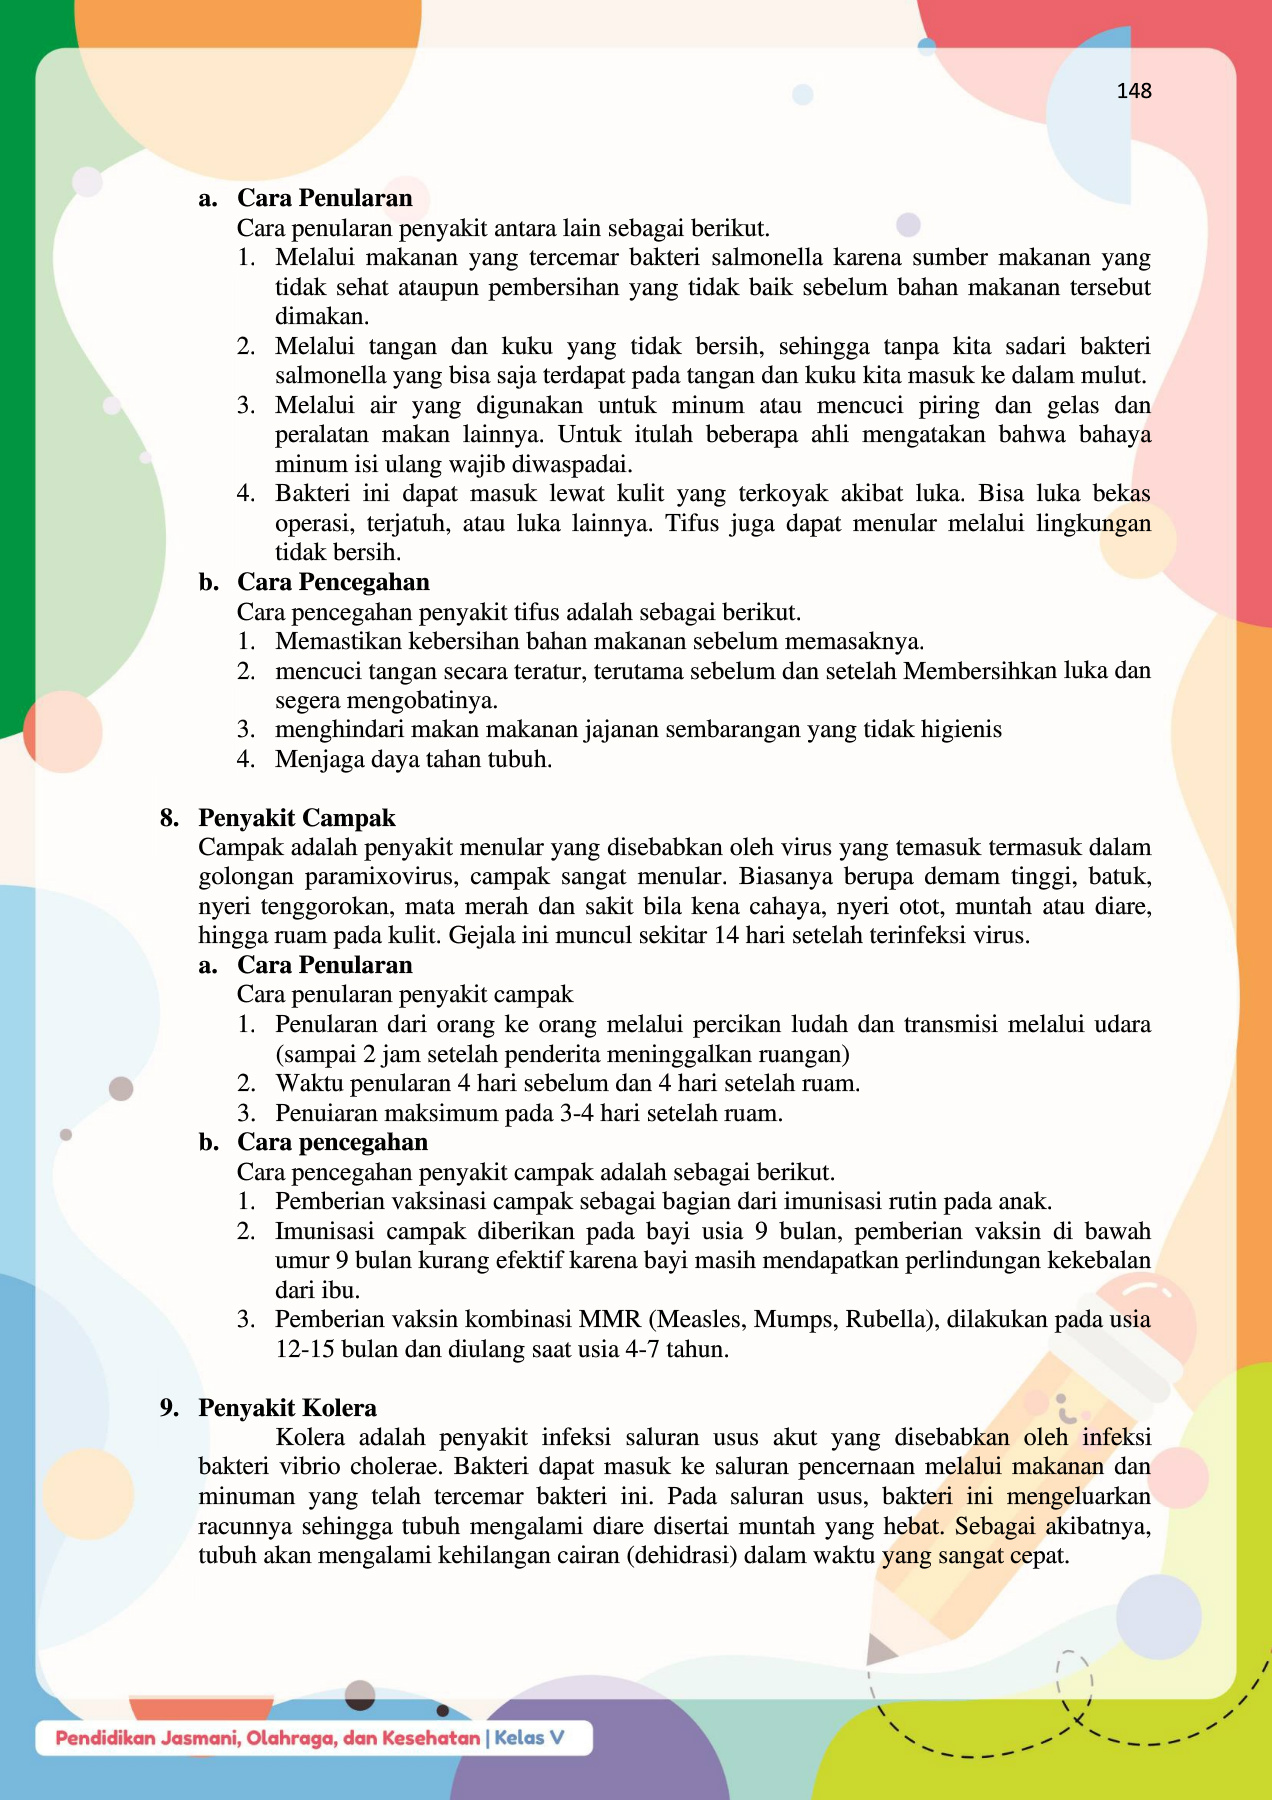 148
a. Cara Penularan
Cara penularan penyakit antara lain sebagai berikut.
1. Melalui makanan yang tercemar bakteri salmonella karena sumber makanan yang
tidak sehat ataupun pembersihan yang tidak baik sebelum bahan makanan tersebut
dimakan.
2. Melalui tangan dan kuku yang tidak bersih, sehingga tanpa kita sadari bakteri
salmonella yang bisa saja terdapat pada tangan dan kuku kita masuk ke dalam mulut.
3. Melalui air yang digunakan untuk minum atau mencuci piring dan gelas dan
peralatan makan lainnya. Untuk itulah beberapa ahli mengatakan bahwa bahaya
minum isi ulang wajib diwaspadai.
4. Bakteri ini dapat masuk lewat kulit yang terkoyak akibat luka. Bisa luka bekas
operasi, terjatuh, atau luka lainnya. Tifus juga dapat menular melalui lingkungan
tidak bersih.
b. Cara Pencegahan
Cara pencegahan penyakit tifus adalah sebagai berikut.
1. Memastikan kebersihan bahan makanan sebelum memasaknya.
2. mencuci tangan secara teratur, terutama sebelum dan setelah Membersihkan luka dan
segera mengobatinya.
3. menghindari makan makanan jajanan sembarangan yang tidak higienis
4. Menjaga daya tahan tubuh.
8. Penyakit Campak
Campak adalah penyakit menular yang disebabkan oleh virus yang temasuk termasuk dalam
golongan paramixovirus, campak sangat menular. Biasanya berupa demam tinggi, batuk,
nyeri tenggorokan, mata merah dan sakit bila kena cahaya, nyeri otot, muntah atau diare,
hingga ruam pada kulit. Gejala ini muncul sekitar 14 hari setelah terinfeksi virus.
a. Cara Penularan
Cara penularan penyakit campak
1. Penularan dari orang ke orang melalui percikan ludah dan transmisi melalui udara
(sampai 2 jam setelah penderita meninggalkan ruangan)
2. Waktu penularan 4 hari sebelum dan 4 hari setelah ruam.
3. Penuiaran maksimum pada 3-4 hari setelah ruam.
b. Cara pencegahan
Cara pencegahan penyakit campak adalah sebagai berikut.
1. Pemberian vaksinasi campak sebagai bagian dari imunisasi rutin pada anak.
2. Imunisasi campak diberikan pada bayi usia 9 bulan, pemberian vaksin di bawah
umur 9 bulan kurang efektif karena bayi masih mendapatkan perlindungan kekebalan
dari ibu.
3. Pemberian vaksin kombinasi MMR (Measles, Mumps, Rubella), dilakukan pada usia
12-15 bulan dan diulang saat usia 4-7 tahun.
9. Penyakit Kolera
Kolera adalah penyakit infeksi saluran usus akut yang disebabkan oleh infeksi
bakteri vibrio cholerae. Bakteri dapat masuk ke saluran pencernaan melalui makanan dan
minuman yang telah tercemar bakteri ini. Pada saluran usus, bakteri ini mengeluarkan
racunnya sehingga tubuh mengalami diare disertai muntah yang hebat. Sebagai akibatnya,
tubuh akan mengalami kehilangan cairan (dehidrasi) dalam waktu yang sangat cepat.
Pendidikan Jasmani, Olahraga, dan Kesehatan | Kelas V